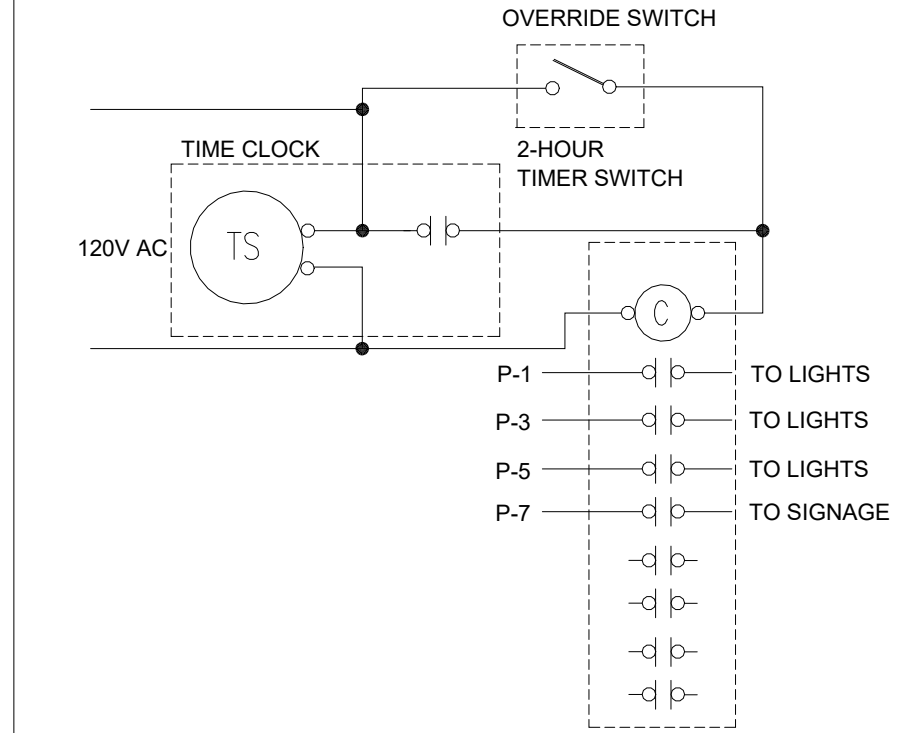 OVERRIDE SWITCH
TIME CLOCK
2-HOUR
TIMER SWITCH
120V AC
TS
C
P-1
TO LIGHTS
P-3
TO LIGHTS
P-5
TO LIGHTS
P-7
TO SIGNAGE